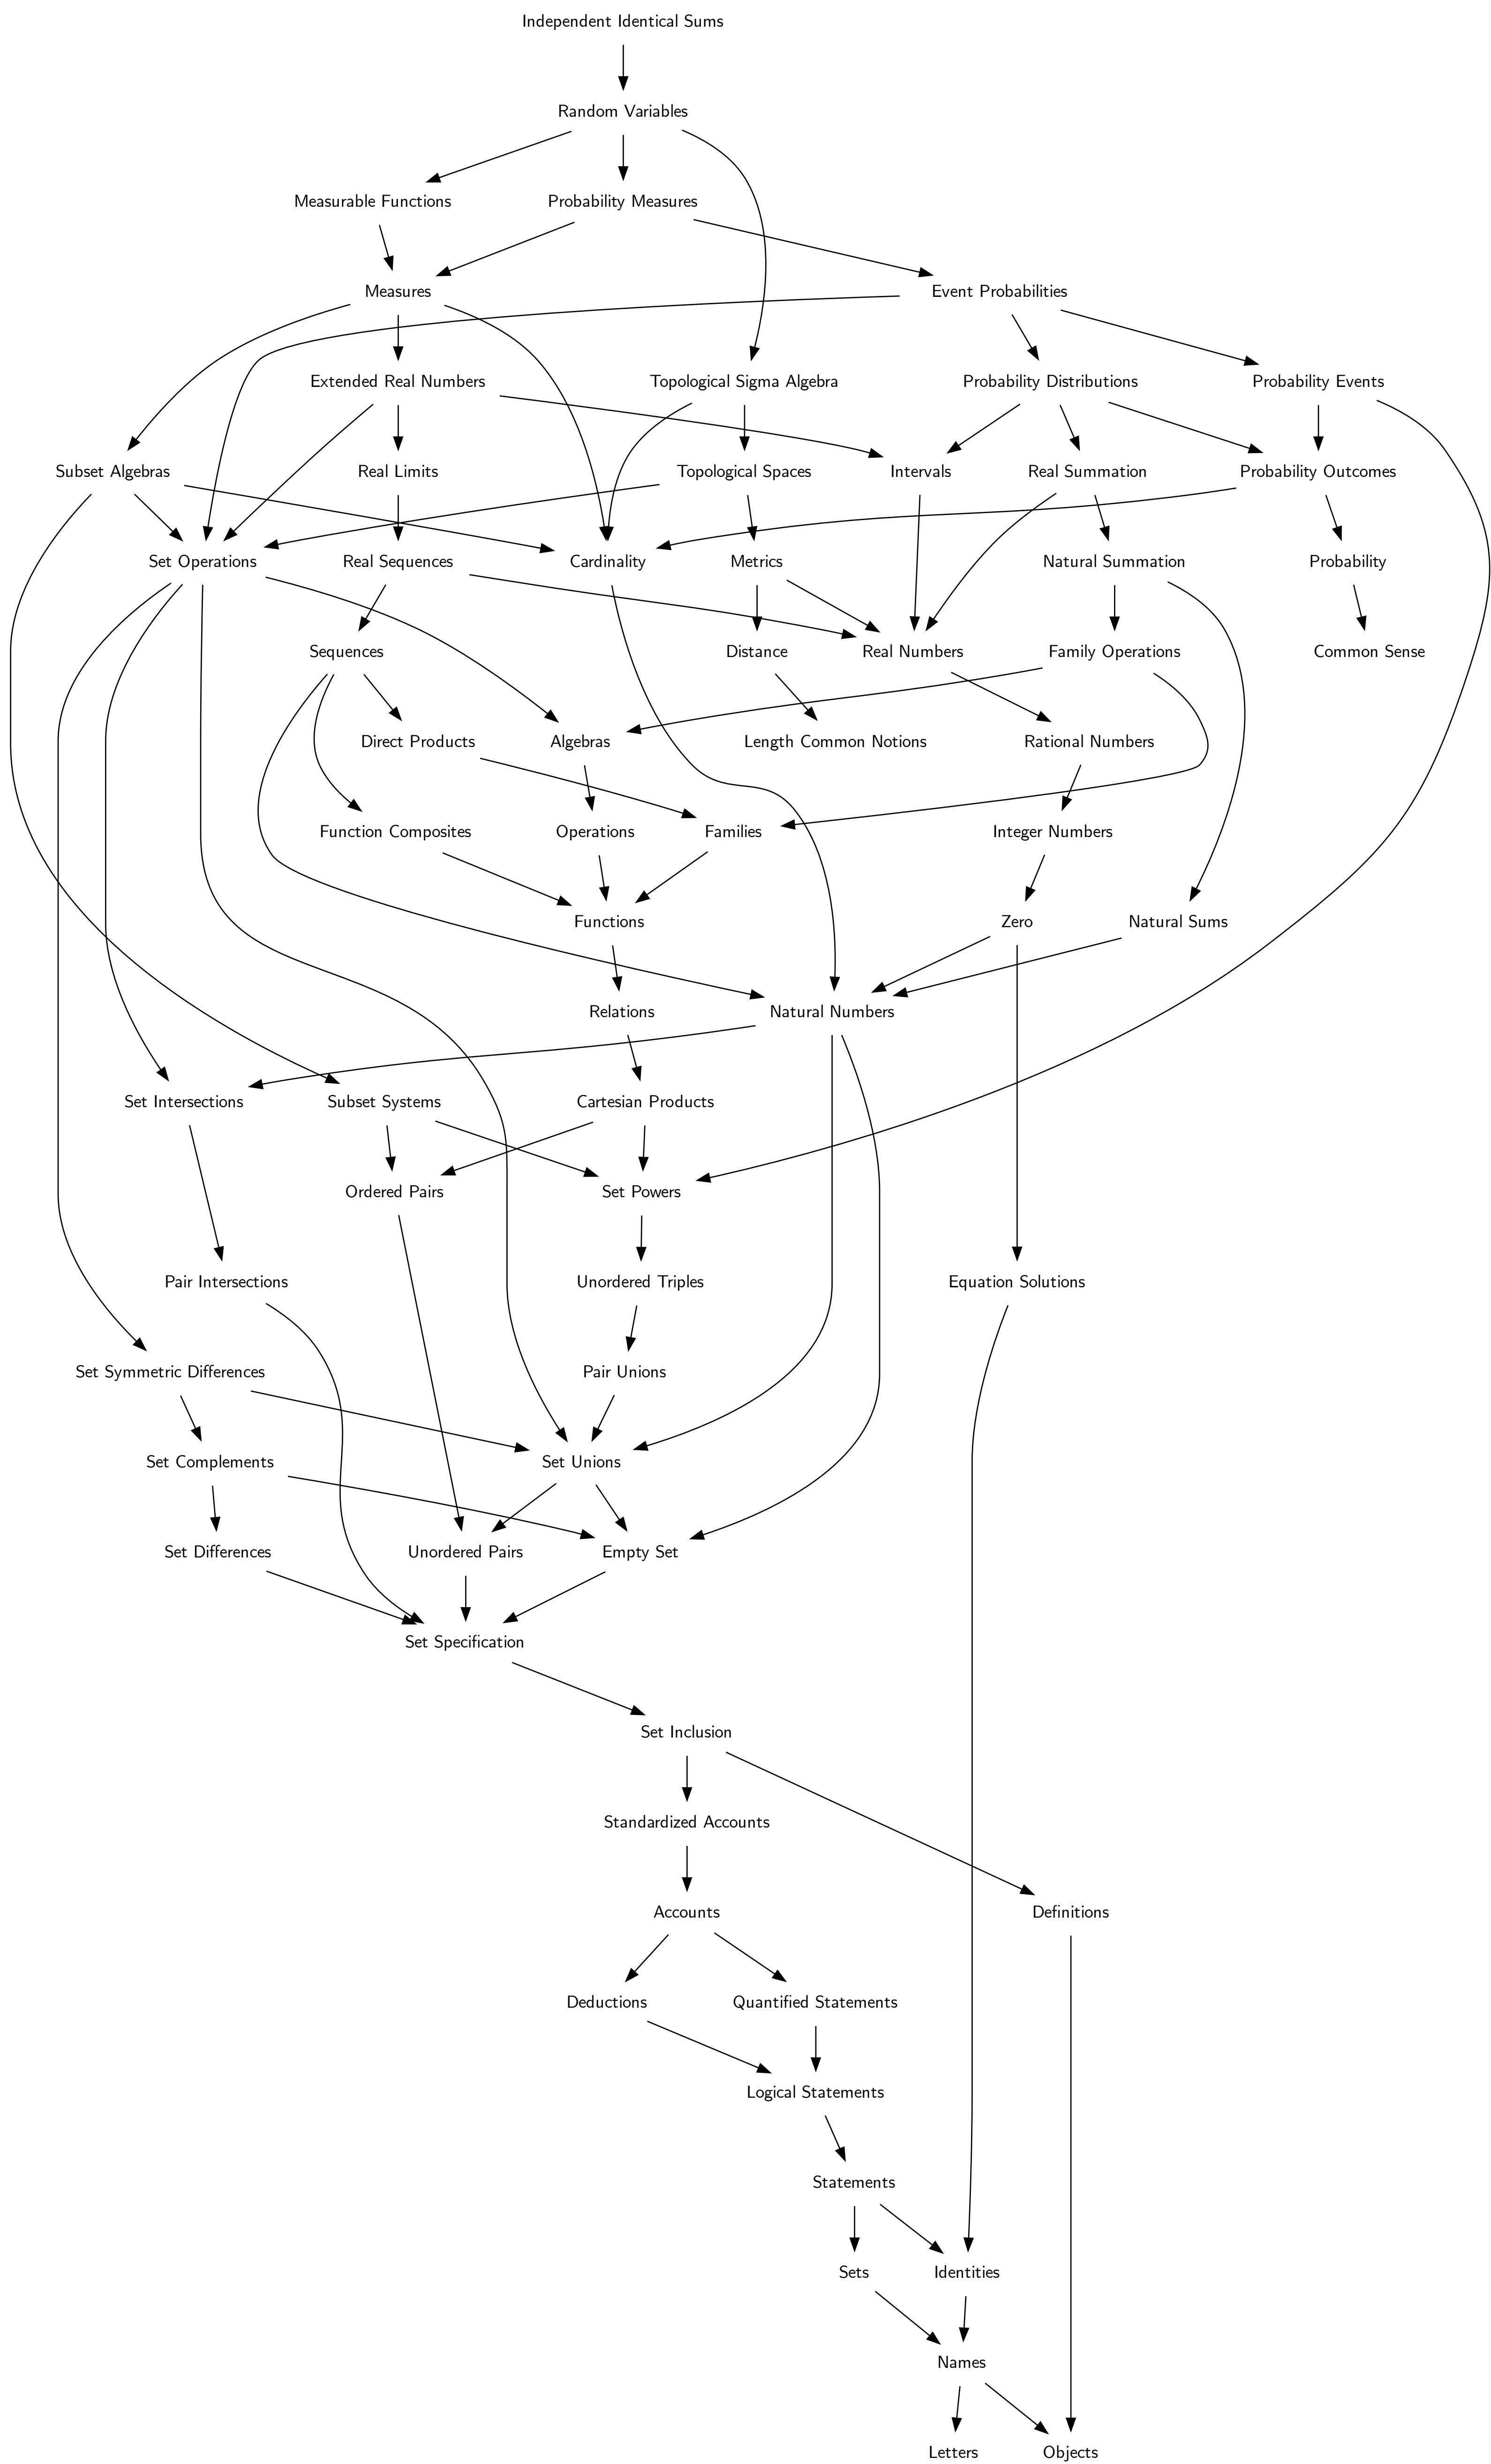 Independent Identical Sums
Random Variables
Measurable Functions
Probability Measures
Measures
Event Probabilities
Extended Real Numbers
Topological Sigma Algebra
Probability Distributions
Probability Events
Subset Algebras
Real Limits
Topological Spaces
Intervals
Real Summation
Probability Outcomes
Set Operations
Real Sequences
Cardinality
Metrics
Natural Summation
Probability
Sequences
Distance
Real Numbers
Family Operations
Common Sense
Direct Products
Algebras
Length Common Notions
Rational Numbers
Function Composites
Operations
Families
Integer Numbers
Functions
Zero
Natural Sums
Relations
Natural Numbers
Set Intersections
Subset Systems
Cartesian Products
Ordered Pairs
Set Powers
Pair Intersections
Unordered Triples
Equation Solutions
Set Symmetric Differences
Pair Unions
Set Complements
Set Unions
Set Differences
Unordered Pairs
Empty Set
Set Specification
Set Inclusion
Standardized Accounts
Accounts
Definitions
Deductions
Quantified Statements
Logical Statements
Statements
Sets
Identities
Names
Letters
Objects